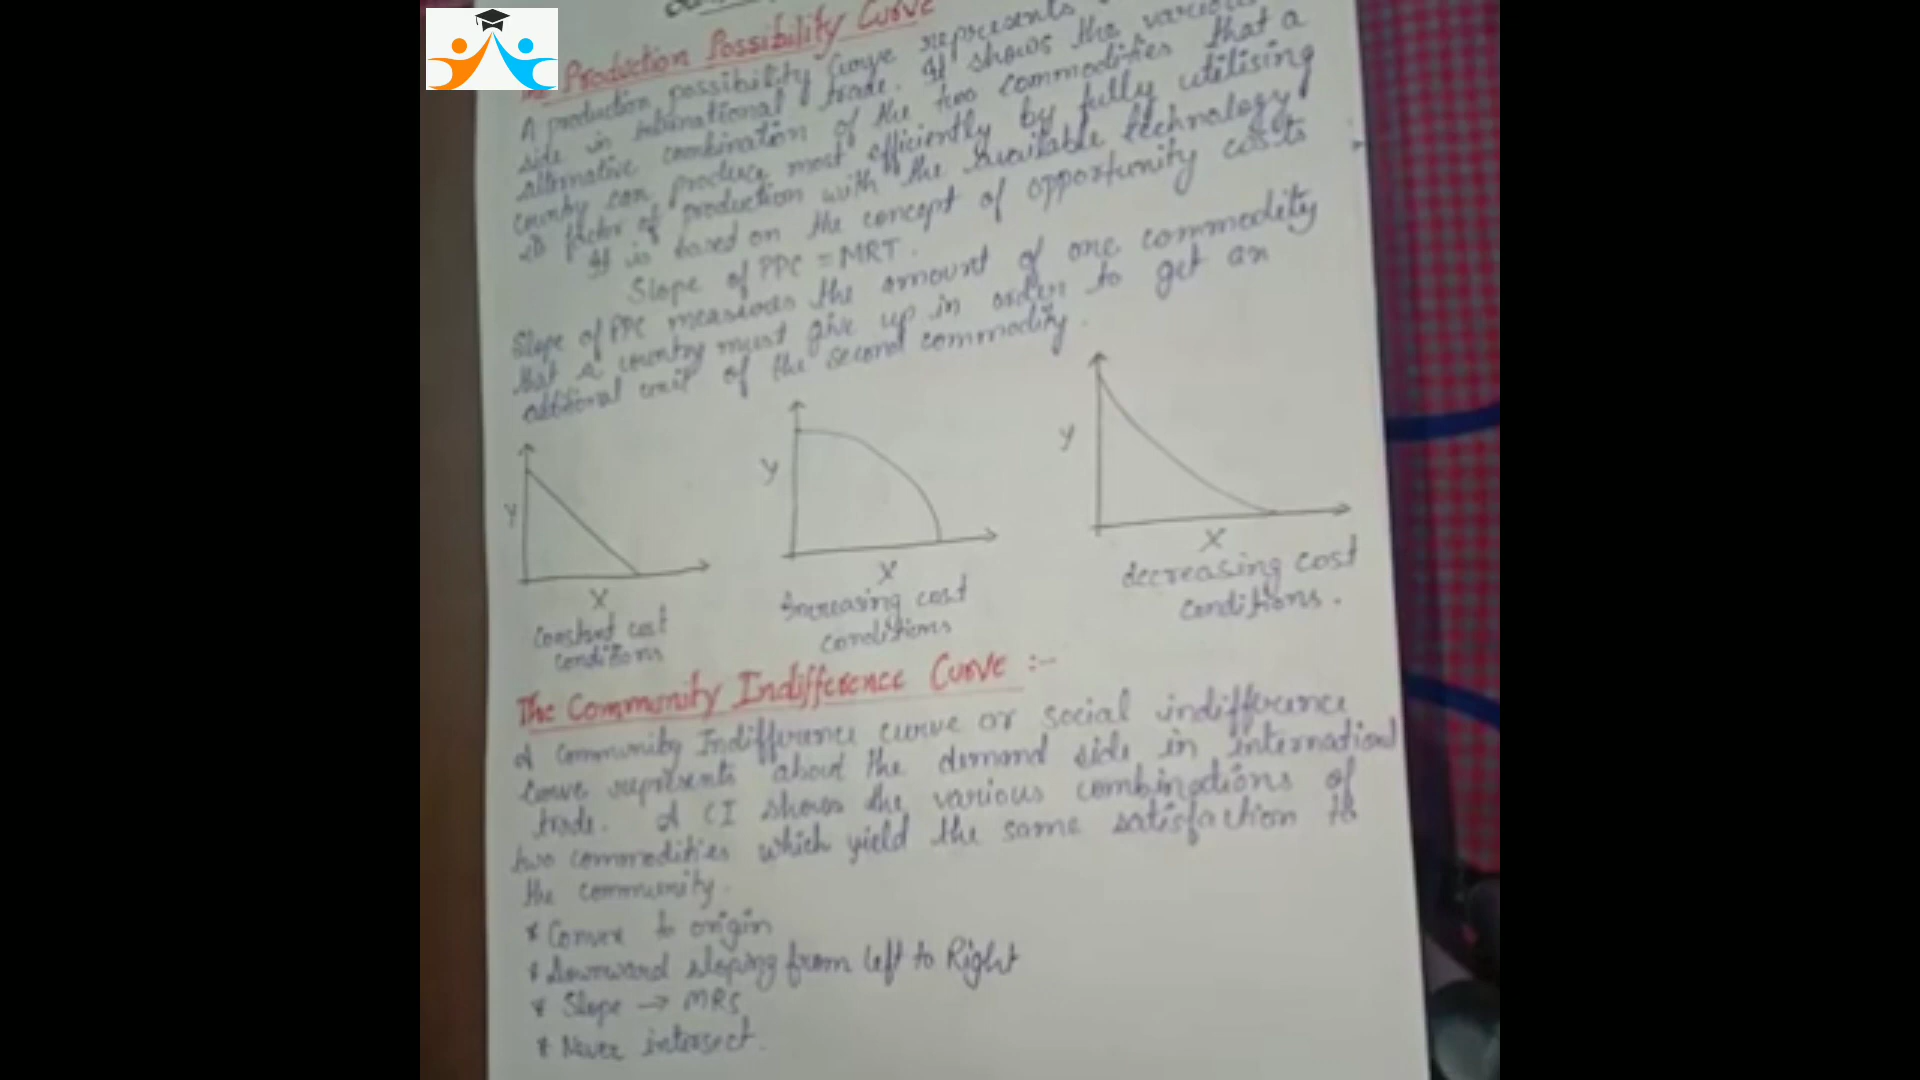 The Production Possibility Curve
A production possibility curve represents
side in international trade. It shows the various
alternative combination of the two commodities that a
country can produce most efficiently by fully utilising
its factor of production with the available technology.
It is based on the concept of opportunity costs
Slope of PPC = MRT.
Slope of PPC measures the amount of one commodity
that a country must give up in order to get an
additional unit of the second commodity.
Y
X
constant cost
conditions
Y
X
Increasing cost
conditions
Y
X
decreasing cost
conditions.
The Community Indifference Curve :-
A Community Indifference curve or social indifference
curve represents about the demand side in international
trade. A CI shows the various combinations of
two commodities which yield the same satisfaction to
the community.
* Convex to origin
* Downward sloping from left to Right
* Slope → MRS
* Never intersect.